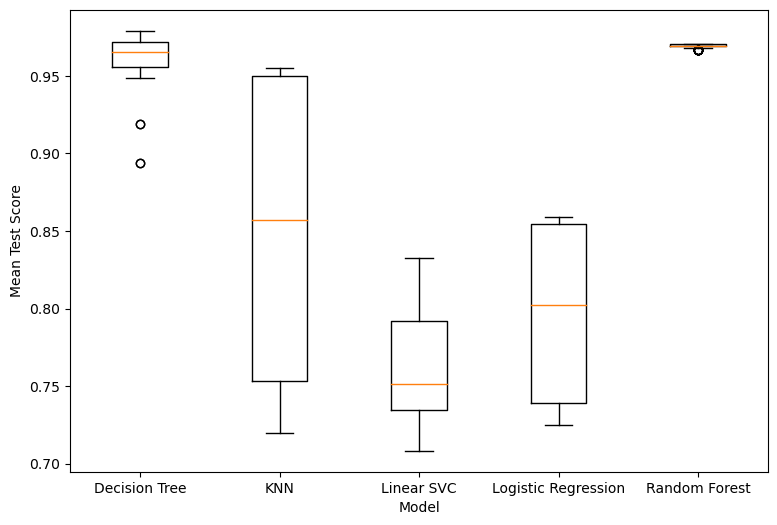 Mean Test Score
0.95
0.90
0.85
0.80
0.75
0.70
Decision Tree KNN Linear SVC Logistic Regression Random Forest
Model